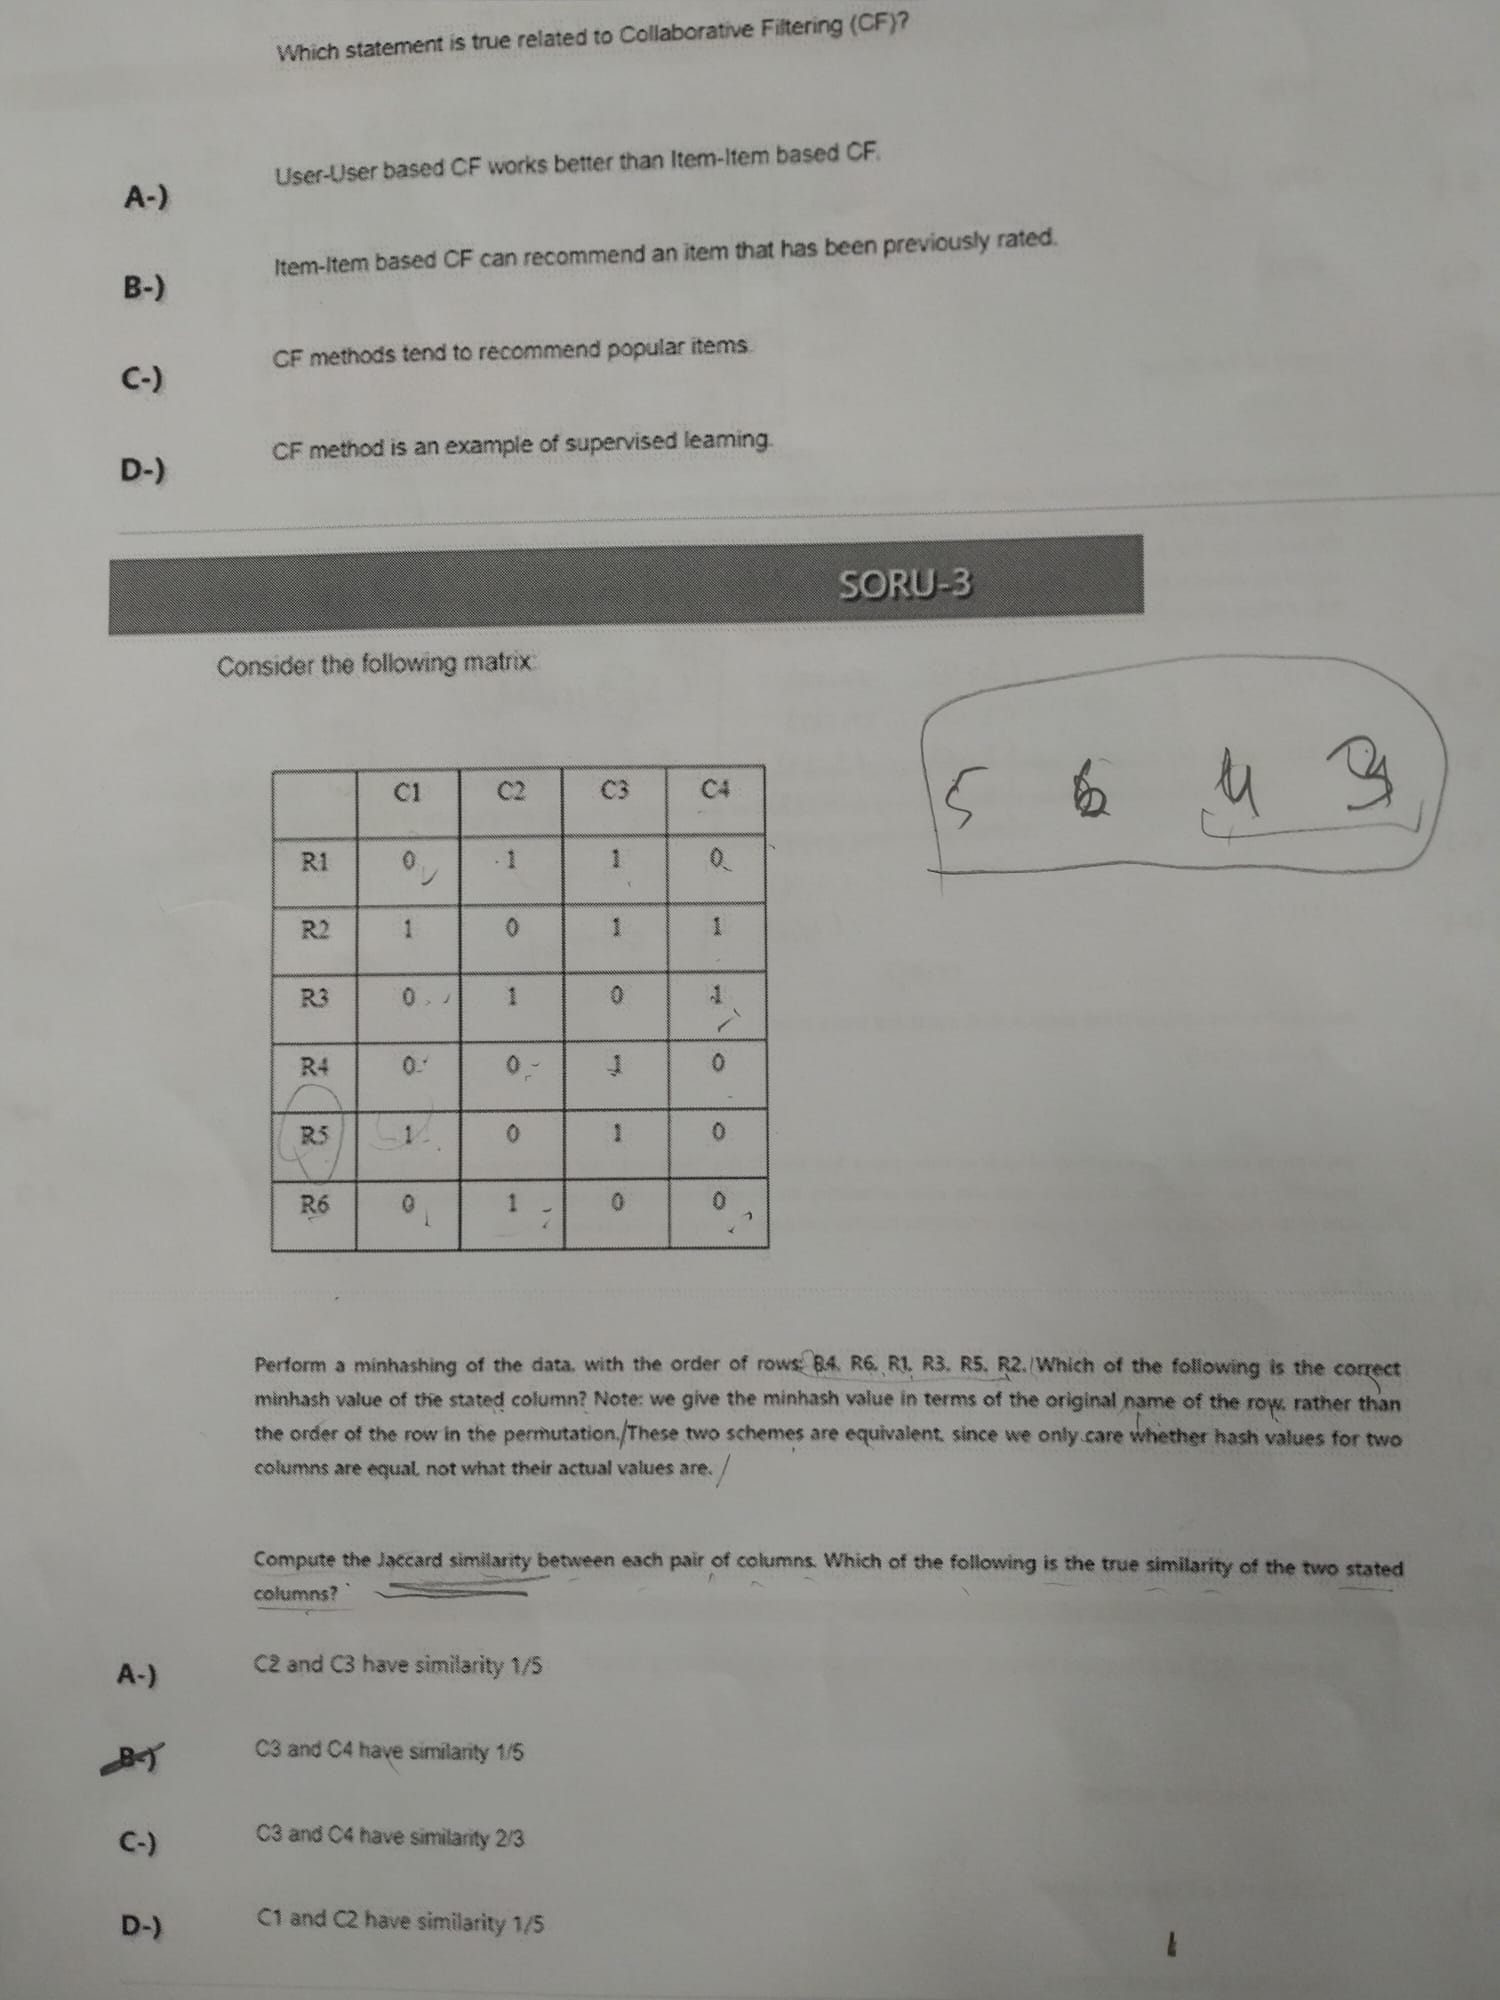 Which statement is true related to Collaborative Filtering (CF)?
A-) User-User based CF works better than Item-Item based CF.
B-) Item-Item based CF can recommend an item that has been previously rated.
C-) CF methods tend to recommend popular items.
D-) CF method is an example of supervised learning.
SORU-3
Consider the following matrix:
5 6 4 3
C1 C2 C3 C4
R1 0 1 1 0
R2 1 0 1 1
R3 0 1 0 1
R4 0 0 1 0
R5 1 0 1 0
R6 0 1 0 0
Perform a minhashing of the data, with the order of rows: R4, R6, R1, R3, R5, R2. Which of the following is the correct
minhash value of the stated column? Note: we give the minhash value in terms of the original name of the row, rather than
the order of the row in the permutation. These two schemes are equivalent, since we only care whether hash values for two
columns are equal, not what their actual values are.
Compute the Jaccard similarity between each pair of columns. Which of the following is the true similarity of the two stated
columns?
A-) C2 and C3 have similarity 1/5
B-) C3 and C4 have similarity 1/5
C-) C3 and C4 have similarity 2/3
D-) C1 and C2 have similarity 1/5